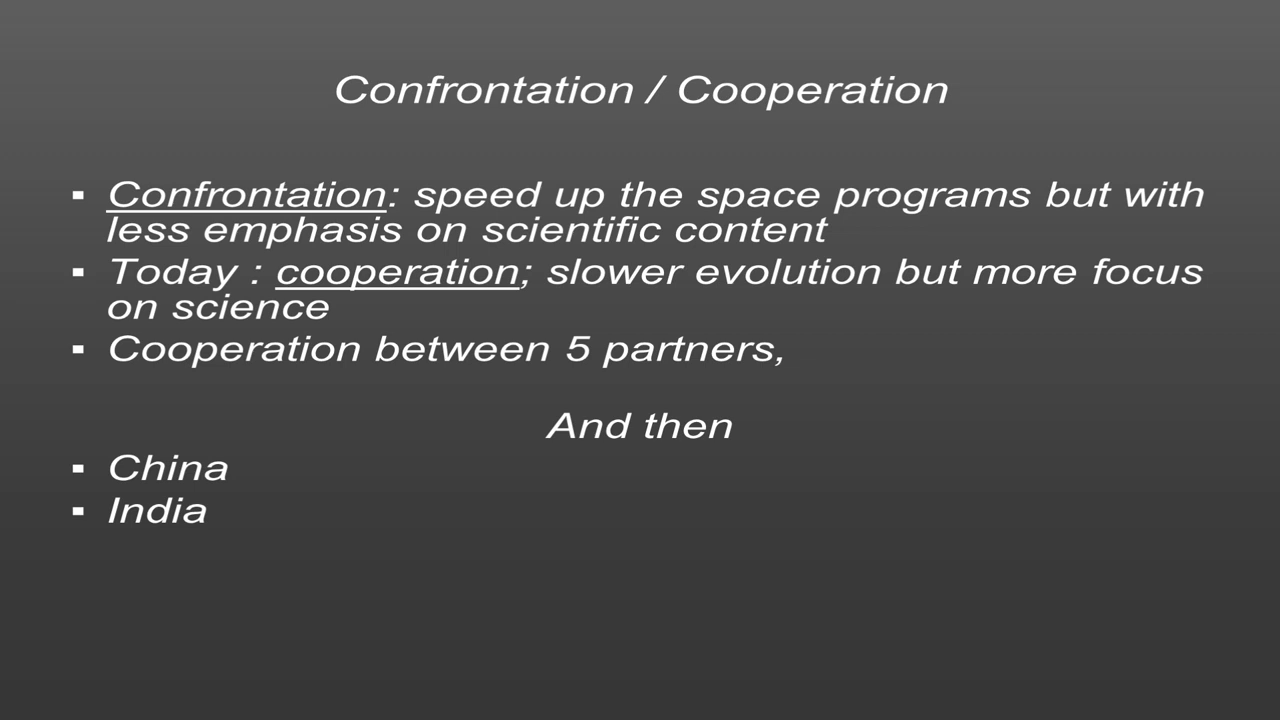 Confrontation / Cooperation
▪ Confrontation: speed up the space programs but with
less emphasis on scientific content
▪ Today : cooperation; slower evolution but more focus
on science
▪ Cooperation between 5 partners,
And then
▪ China
▪ India